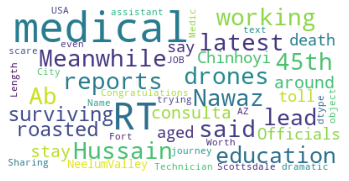 USA
assistant
Medic
working
medical
scare
even
JOB
text
latest
death
Meanwhile
say
Chinhoyi
45th
Length
City
reports
drones
around
Ab
RT
Nawaz
toll
dtype
object
surviving
consulta
Officials
roasted
Name
Congratulations
trying
aged
said
lead
AZ
Hussain
Fort
Worth
stay
NeelumValley
education
Sharing
Technician
journey
Scottsdale
dramatic